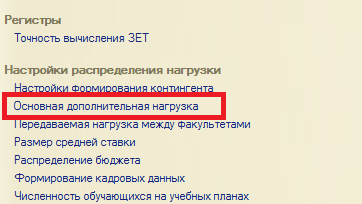 Регистры
Точность вычисления ЗЕТ
Настройки распределения нагрузки
Настройки формирования контингента
Основная дополнительная нагрузка
Передаваемая нагрузка между факультетами
Размер средней ставки
Распределение бюджета
Формирование кадровых данных
Численность обучающихся на учебных планах